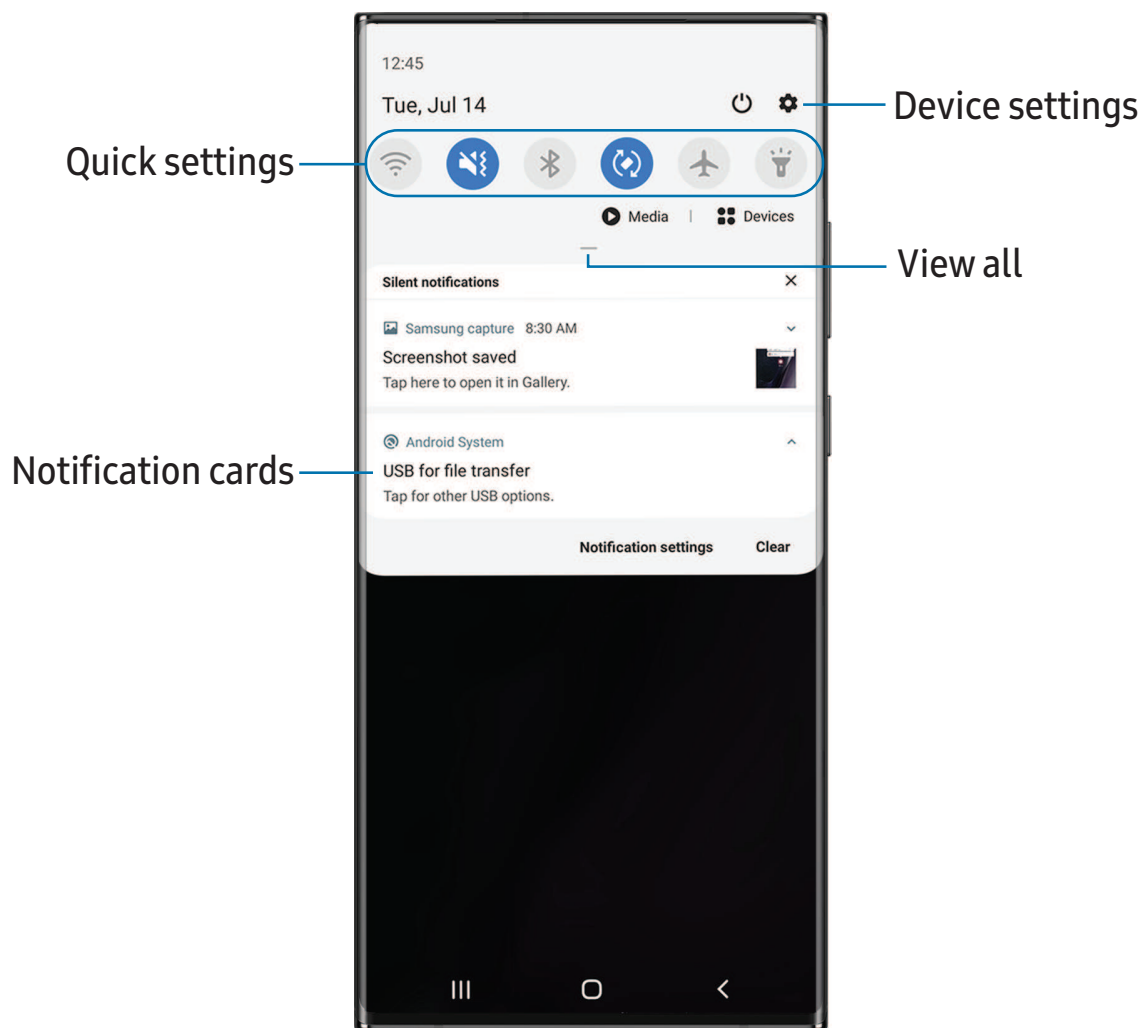 12:45
Tue, Jul 14
Device settings
Quick settings
Media | Devices
View all
Silent notifications
Samsung capture 8:30 AM
Screenshot saved
Tap here to open it in Gallery.
Android System
Notification cards
USB for file transfer
Tap for other USB options.
Notification settings Clear